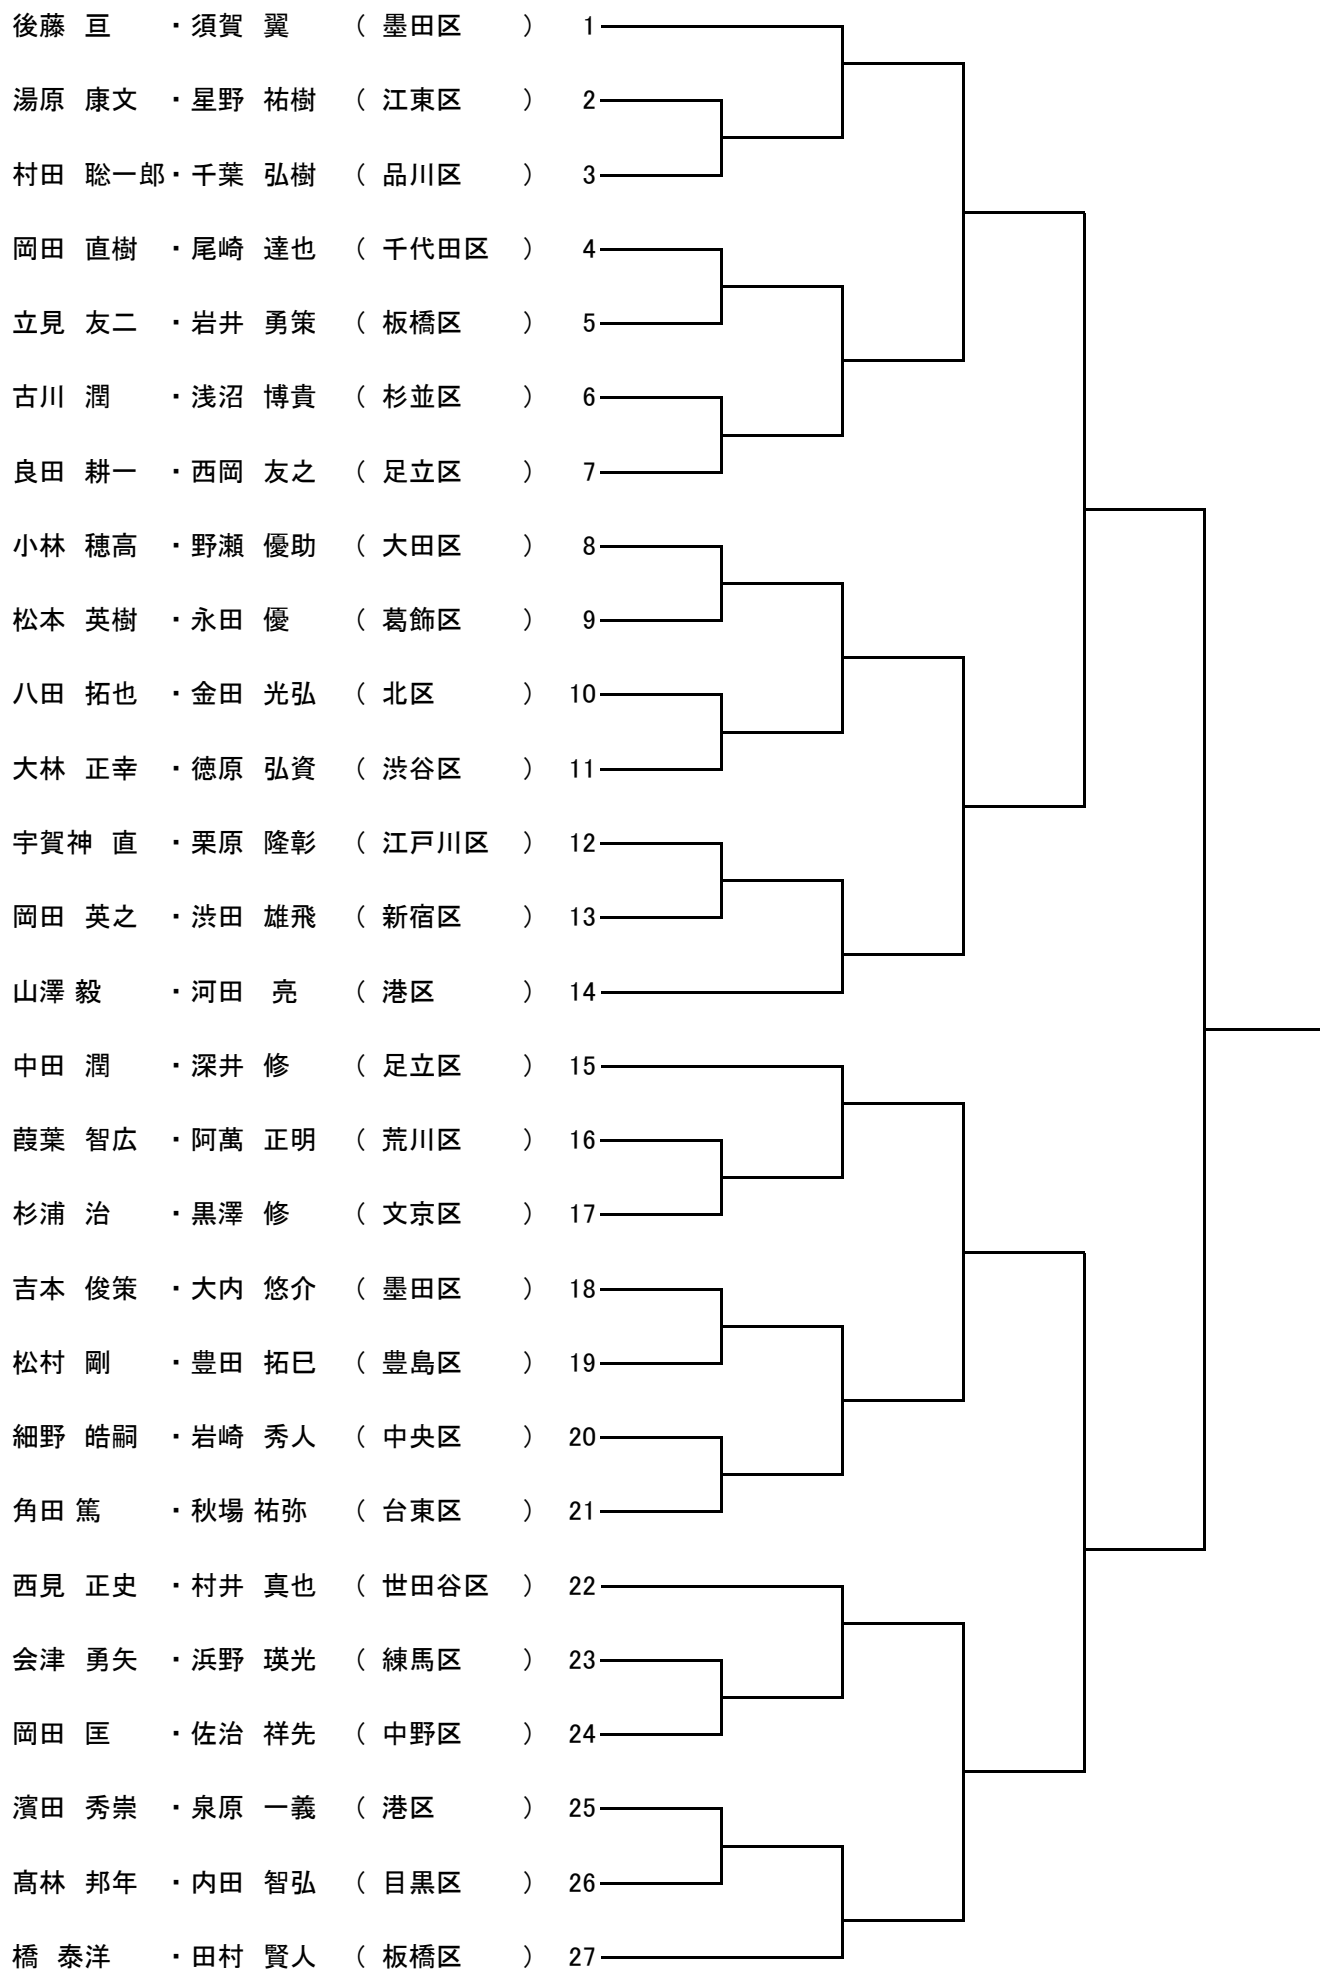 後藤 亘 ・須賀 翼 ( 墨田区 ) 1
湯原 康文 ・星野 祐樹 ( 江東区 ) 2
村田 聡一郎・千葉 弘樹 ( 品川区 ) 3
岡田 直樹 ・尾崎 達也 ( 千代田区 ) 4
立見 友二 ・岩井 勇策 ( 板橋区 ) 5
古川 潤 ・浅沼 博貴 ( 杉並区 ) 6
良田 耕一 ・西岡 友之 ( 足立区 ) 7
小林 穂高 ・野瀬 優助 ( 大田区 ) 8
松本 英樹 ・永田 優 ( 葛飾区 ) 9
八田 拓也 ・金田 光弘 ( 北区 ) 10
大林 正幸 ・徳原 弘資 ( 渋谷区 ) 11
宇賀神 直 ・栗原 隆彰 ( 江戸川区 ) 12
岡田 英之 ・渋田 雄飛 ( 新宿区 ) 13
山澤 毅 ・河田 亮 ( 港区 ) 14
中田 潤 ・深井 修 ( 足立区 ) 15
葭葉 智広 ・阿萬 正明 ( 荒川区 ) 16
杉浦 治 ・黒澤 修 ( 文京区 ) 17
吉本 俊策 ・大内 悠介 ( 墨田区 ) 18
松村 剛 ・豊田 拓巳 ( 豊島区 ) 19
細野 皓嗣 ・岩崎 秀人 ( 中央区 ) 20
角田 篤 ・秋場 祐弥 ( 台東区 ) 21
西見 正史 ・村井 真也 ( 世田谷区 ) 22
会津 勇矢 ・浜野 瑛光 ( 練馬区 ) 23
岡田 匡 ・佐治 祥先 ( 中野区 ) 24
濱田 秀崇 ・泉原 一義 ( 港区 ) 25
髙林 邦年 ・内田 智弘 ( 目黒区 ) 26
橋 泰洋 ・田村 賢人 ( 板橋区 ) 27